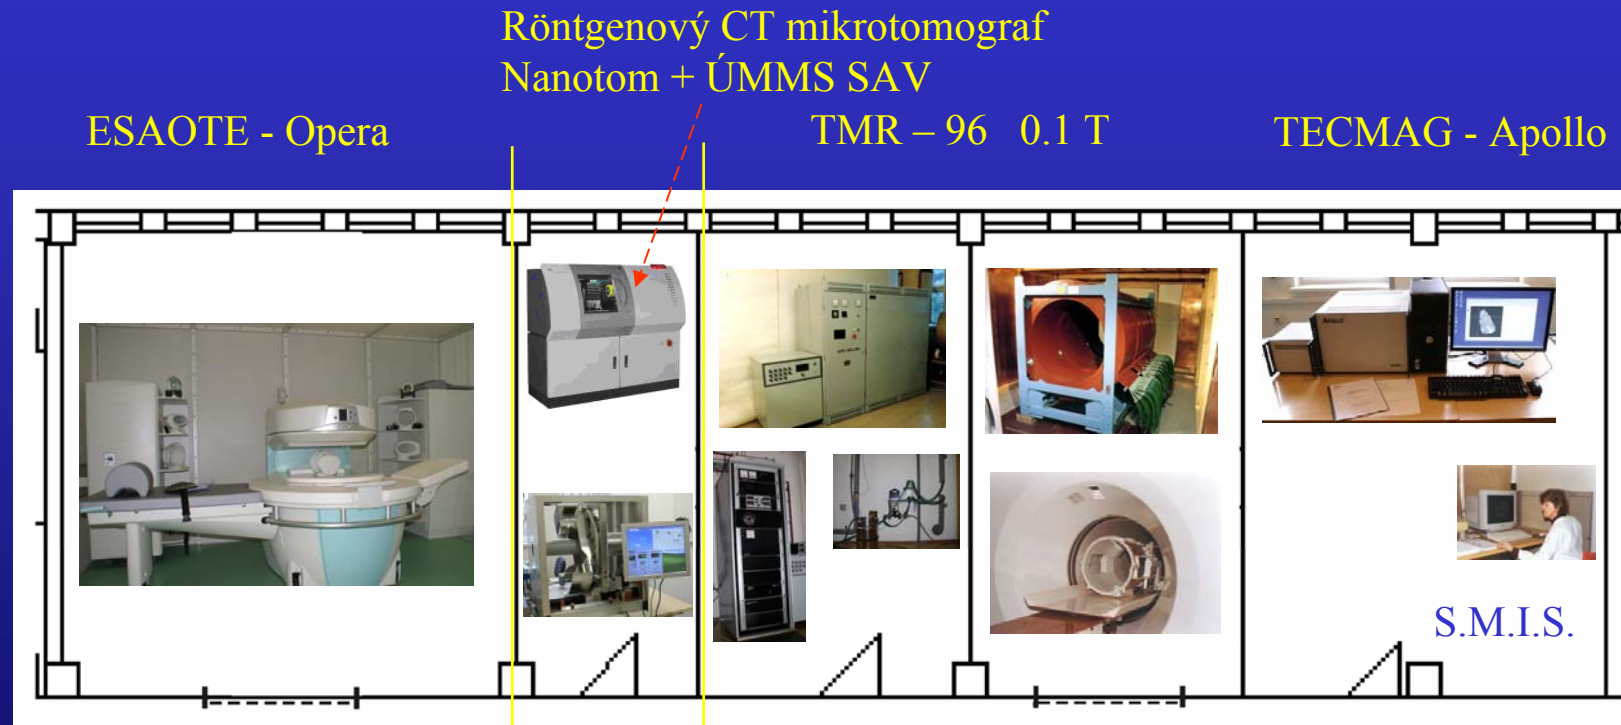 Röntgenový CT mikrotomograf
Nanotom + ÚMMS SAV
ESAOTE - Opera
TMR – 96 0.1 T
TECMAG - Apollo
S.M.I.S.